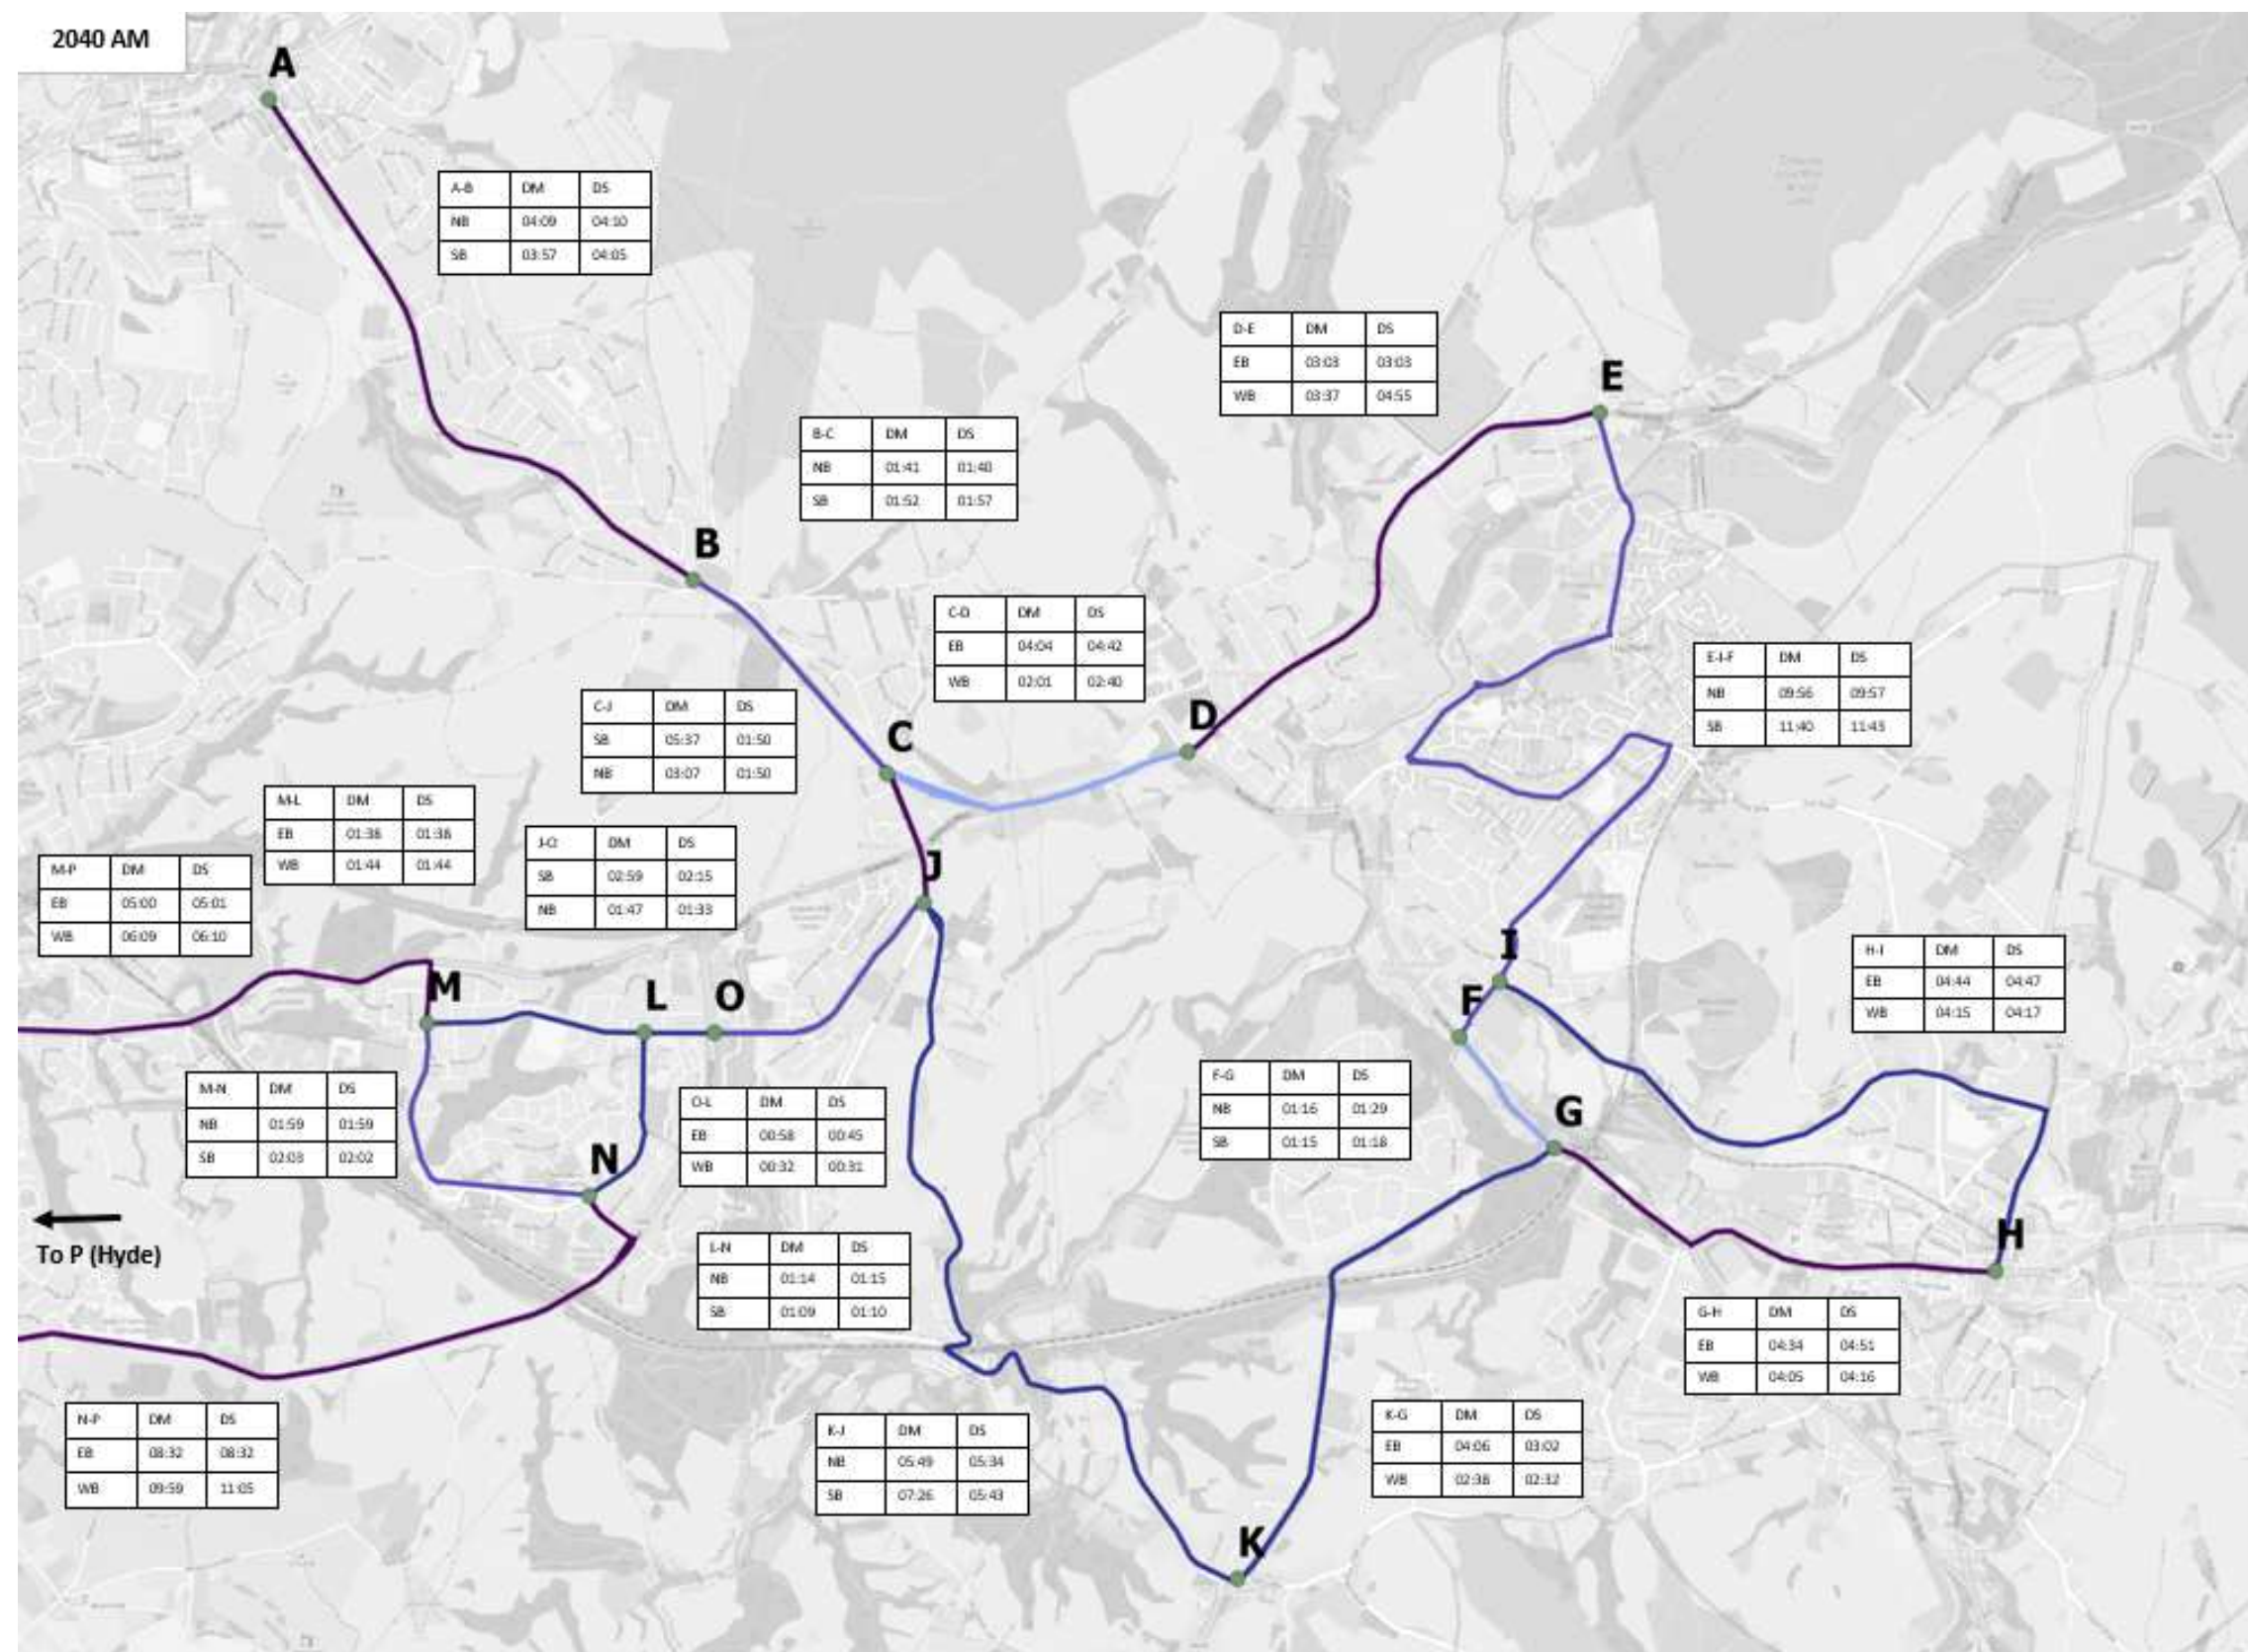 2040 AM
A
A-B DM DS
NB 04:09 04:10
SB 03:57 04:05
D-E DM DS
EB 03:03 03:03
WB 03:37 04:55
E
B-C DM DS
NB 01:41 01:40
SB 01:52 01:57
B
C-D DM DS
EB 04:04 04:42
WB 02:01 02:40
E-I-F DM DS
NB 09:56 09:57
SB 11:40 11:43
C-J DM DS
SB 05:37 01:50
NB 03:07 01:50
C
D
M-L DM DS
EB 01:38 01:38
WB 01:44 01:44
J-O DM DS
SB 02:59 02:15
NB 01:47 01:33
J
M-P DM DS
EB 05:00 05:01
WB 06:09 06:10
I
H-I DM DS
EB 04:44 04:47
WB 04:15 04:17
M
L
O
F
M-N DM DS
NB 01:59 01:59
SB 02:03 02:02
O-L DM DS
EB 00:58 00:45
WB 00:32 00:31
F-G DM DS
NB 01:16 01:29
SB 01:15 01:18
G
N
To P (Hyde)
L-N DM DS
NB 01:14 01:15
SB 01:09 01:10
H
G-H DM DS
EB 04:34 04:51
WB 04:05 04:16
N-P DM DS
EB 08:32 08:32
WB 09:59 11:05
K-J DM DS
NB 05:49 05:34
SB 07:26 05:43
K-G DM DS
EB 04:06 03:02
WB 02:38 02:32
K